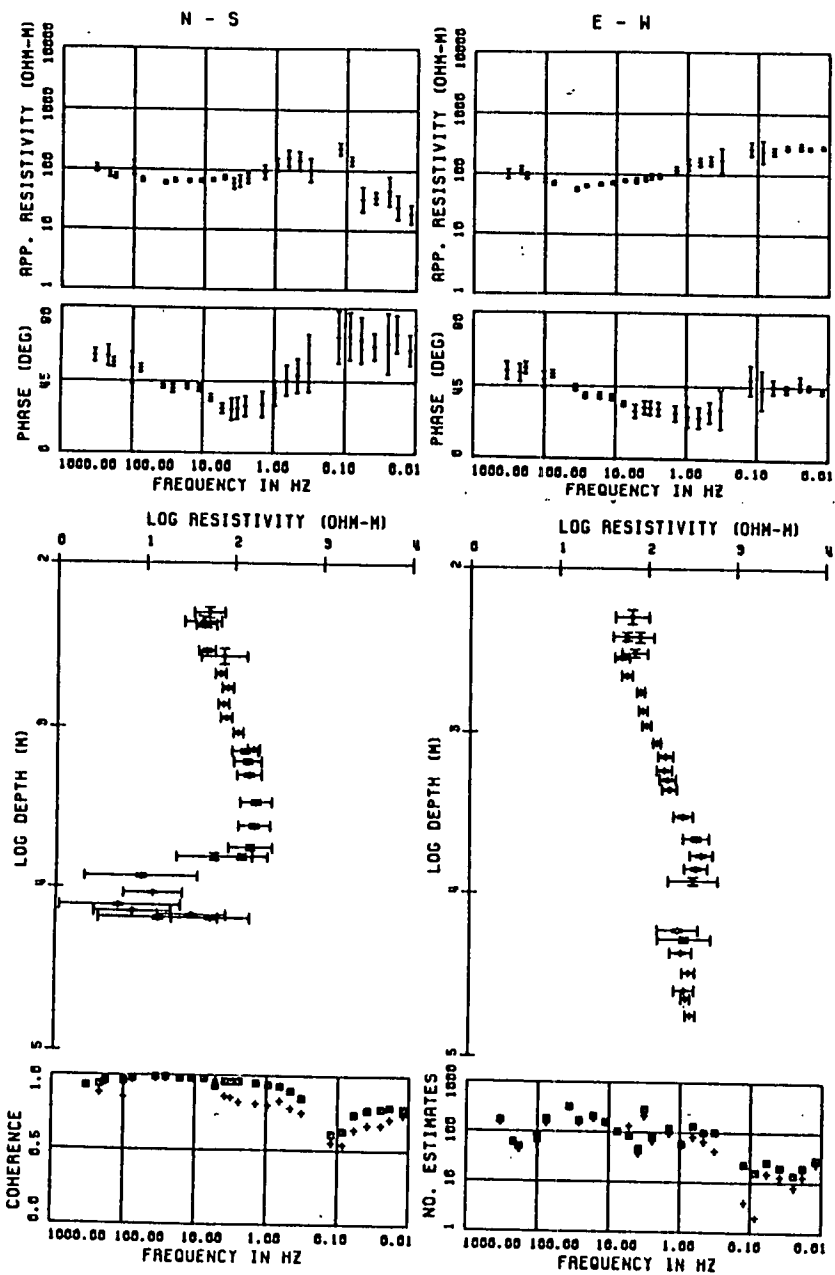 N - S
E - W
APP. RESISTIVITY (OHM-M)
10000
1000
100
10
1
APP. RESISTIVITY (OHM-M)
10000
1000
100
10
1
PHASE (DEG)
90
45
0
1000.00 100.00 10.00 1.00 0.10 0.01
FREQUENCY IN HZ
PHASE (DEG)
90
45
0
1000.00 100.00 10.00 1.00 0.10 0.01
FREQUENCY IN HZ
LOG RESISTIVITY (OHM-M)
0 1 2 3 4
LOG DEPTH (M)
2
3
4
5
LOG RESISTIVITY (OHM-M)
0 1 2 3 4
LOG DEPTH (M)
2
3
4
5
COHERENCE
1.0
0.5
0.0
1000.00 100.00 10.00 1.00 0.10 0.01
FREQUENCY IN HZ
NO. ESTIMATES
1000
100
10
1
1000.00 100.00 10.00 1.00 0.10 0.01
FREQUENCY IN HZ